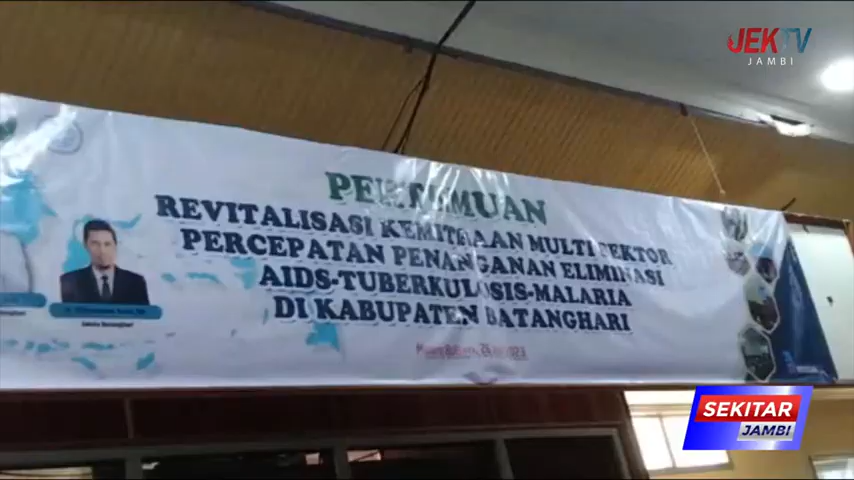 JEKTV
JAMBI
PERTEMUAN
REVITALISASI KEMITRAAN MULTI SEKTOR
PERCEPATAN PENANGANAN ELIMINASI
AIDS-TUBERKULOSIS-MALARIA
DI KABUPATEN BATANGHARI
SEKITAR
JAMBI